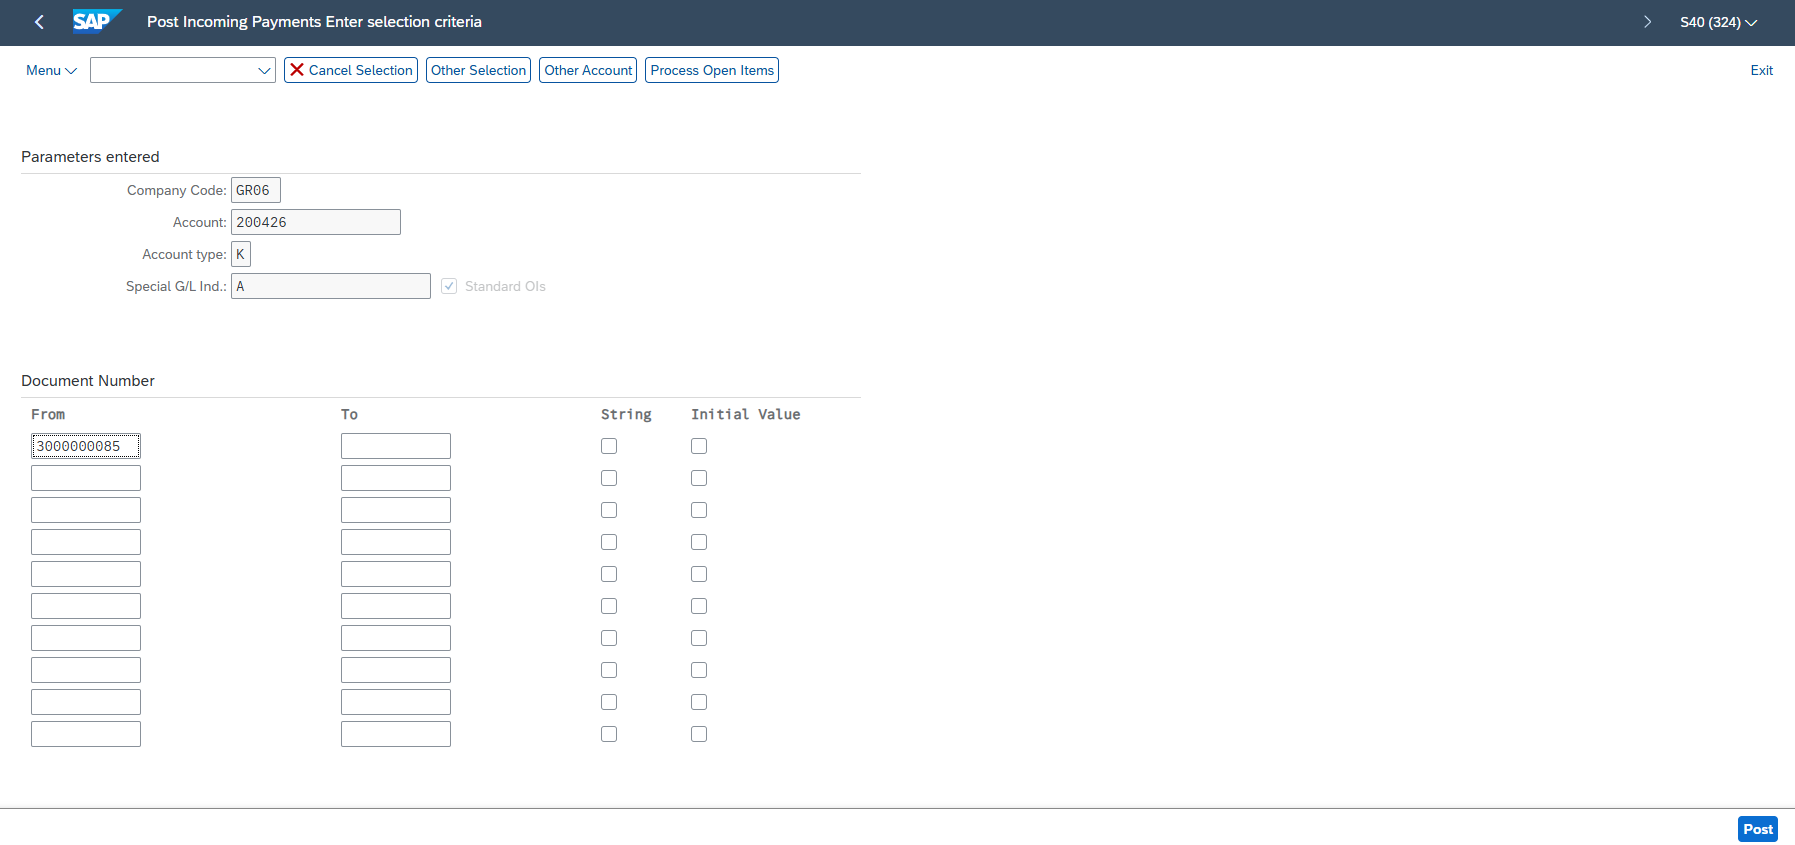 SAP Post Incoming Payments Enter selection criteria S40 (324)
Menu Cancel Selection Other Selection Other Account Process Open Items Exit
Parameters entered
Company Code: GR06
Account: 200426
Account type: K
Special G/L Ind.: A Standard OIs
Document Number
From To String Initial Value
3000000085
Post